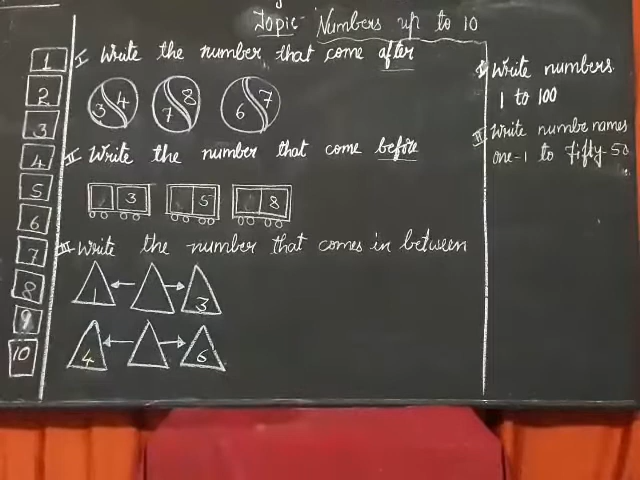 Topic- Numbers up to 10
1
2
3
4
5
6
7
8
9
10
I Write the number that come after
3 4 7 8 6 7
II Write the number that come before
3 5 8
III Write the number that comes in between
1 3
4 6
I Write numbers
1 to 100
II Write numbe names
one-1 to Fifty-50